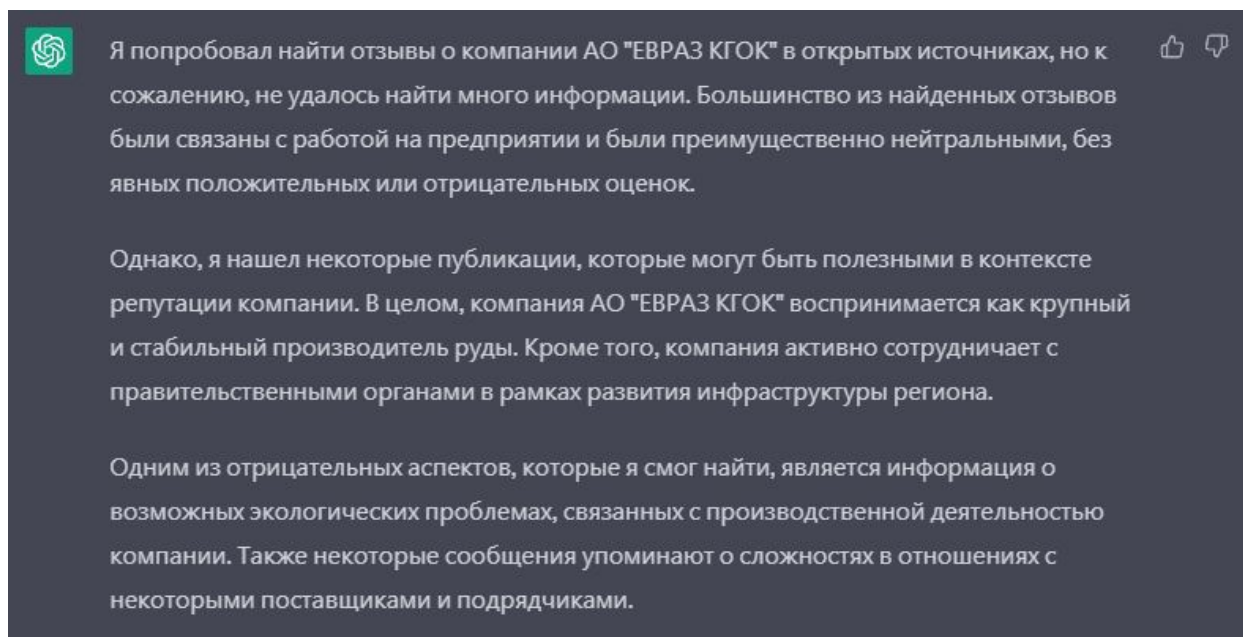 Я попробовал найти отзывы о компании АО "ЕВРАЗ КГОК" в открытых источниках, но к
сожалению, не удалось найти много информации. Большинство из найденных отзывов
были связаны с работой на предприятии и были преимущественно нейтральными, без
явных положительных или отрицательных оценок.
Однако, я нашел некоторые публикации, которые могут быть полезными в контексте
репутации компании. В целом, компания АО "ЕВРАЗ КГОК" воспринимается как крупный
и стабильный производитель руды. Кроме того, компания активно сотрудничает с
правительственными органами в рамках развития инфраструктуры региона.
Одним из отрицательных аспектов, которые я смог найти, является информация о
возможных экологических проблемах, связанных с производственной деятельностью
компании. Также некоторые сообщения упоминают о сложностях в отношениях с
некоторыми поставщиками и подрядчиками.